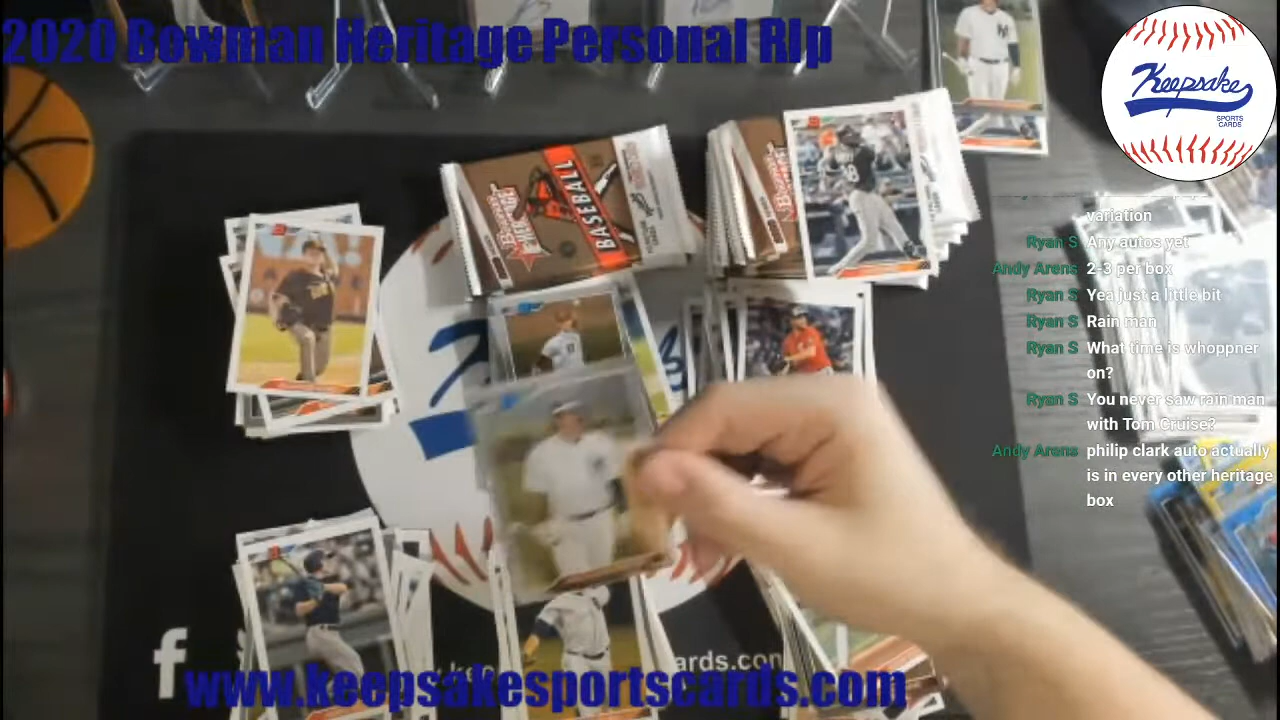 2020 Bowman Heritage Personal Rip
Keepsake
SPORTS
CARDS
variation
Ryan S Any autos yet
Andy Arens 2-3 per box
Ryan S Yea just a little bit
Ryan S Rain man
Ryan S What time is whoppner
on?
Ryan S You never saw rain man
with Tom Cruise?
Andy Arens philip clark auto actually
is in every other heritage
box
BASEBALL
f
ards.com
www.keepsakesportscards.com